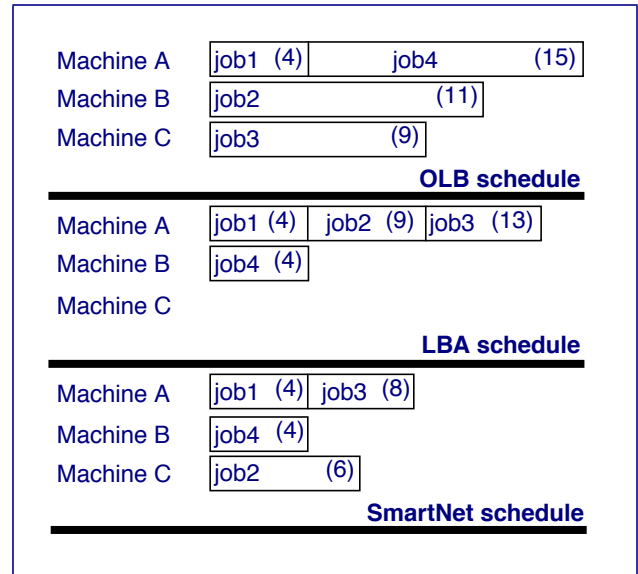 Machine A job1 (4) job4 (15)
Machine B job2 (11)
Machine C job3 (9)
OLB schedule
Machine A job1 (4) job2 (9) job3 (13)
Machine B job4 (4)
Machine C
LBA schedule
Machine A job1 (4) job3 (8)
Machine B job4 (4)
Machine C job2 (6)
SmartNet schedule